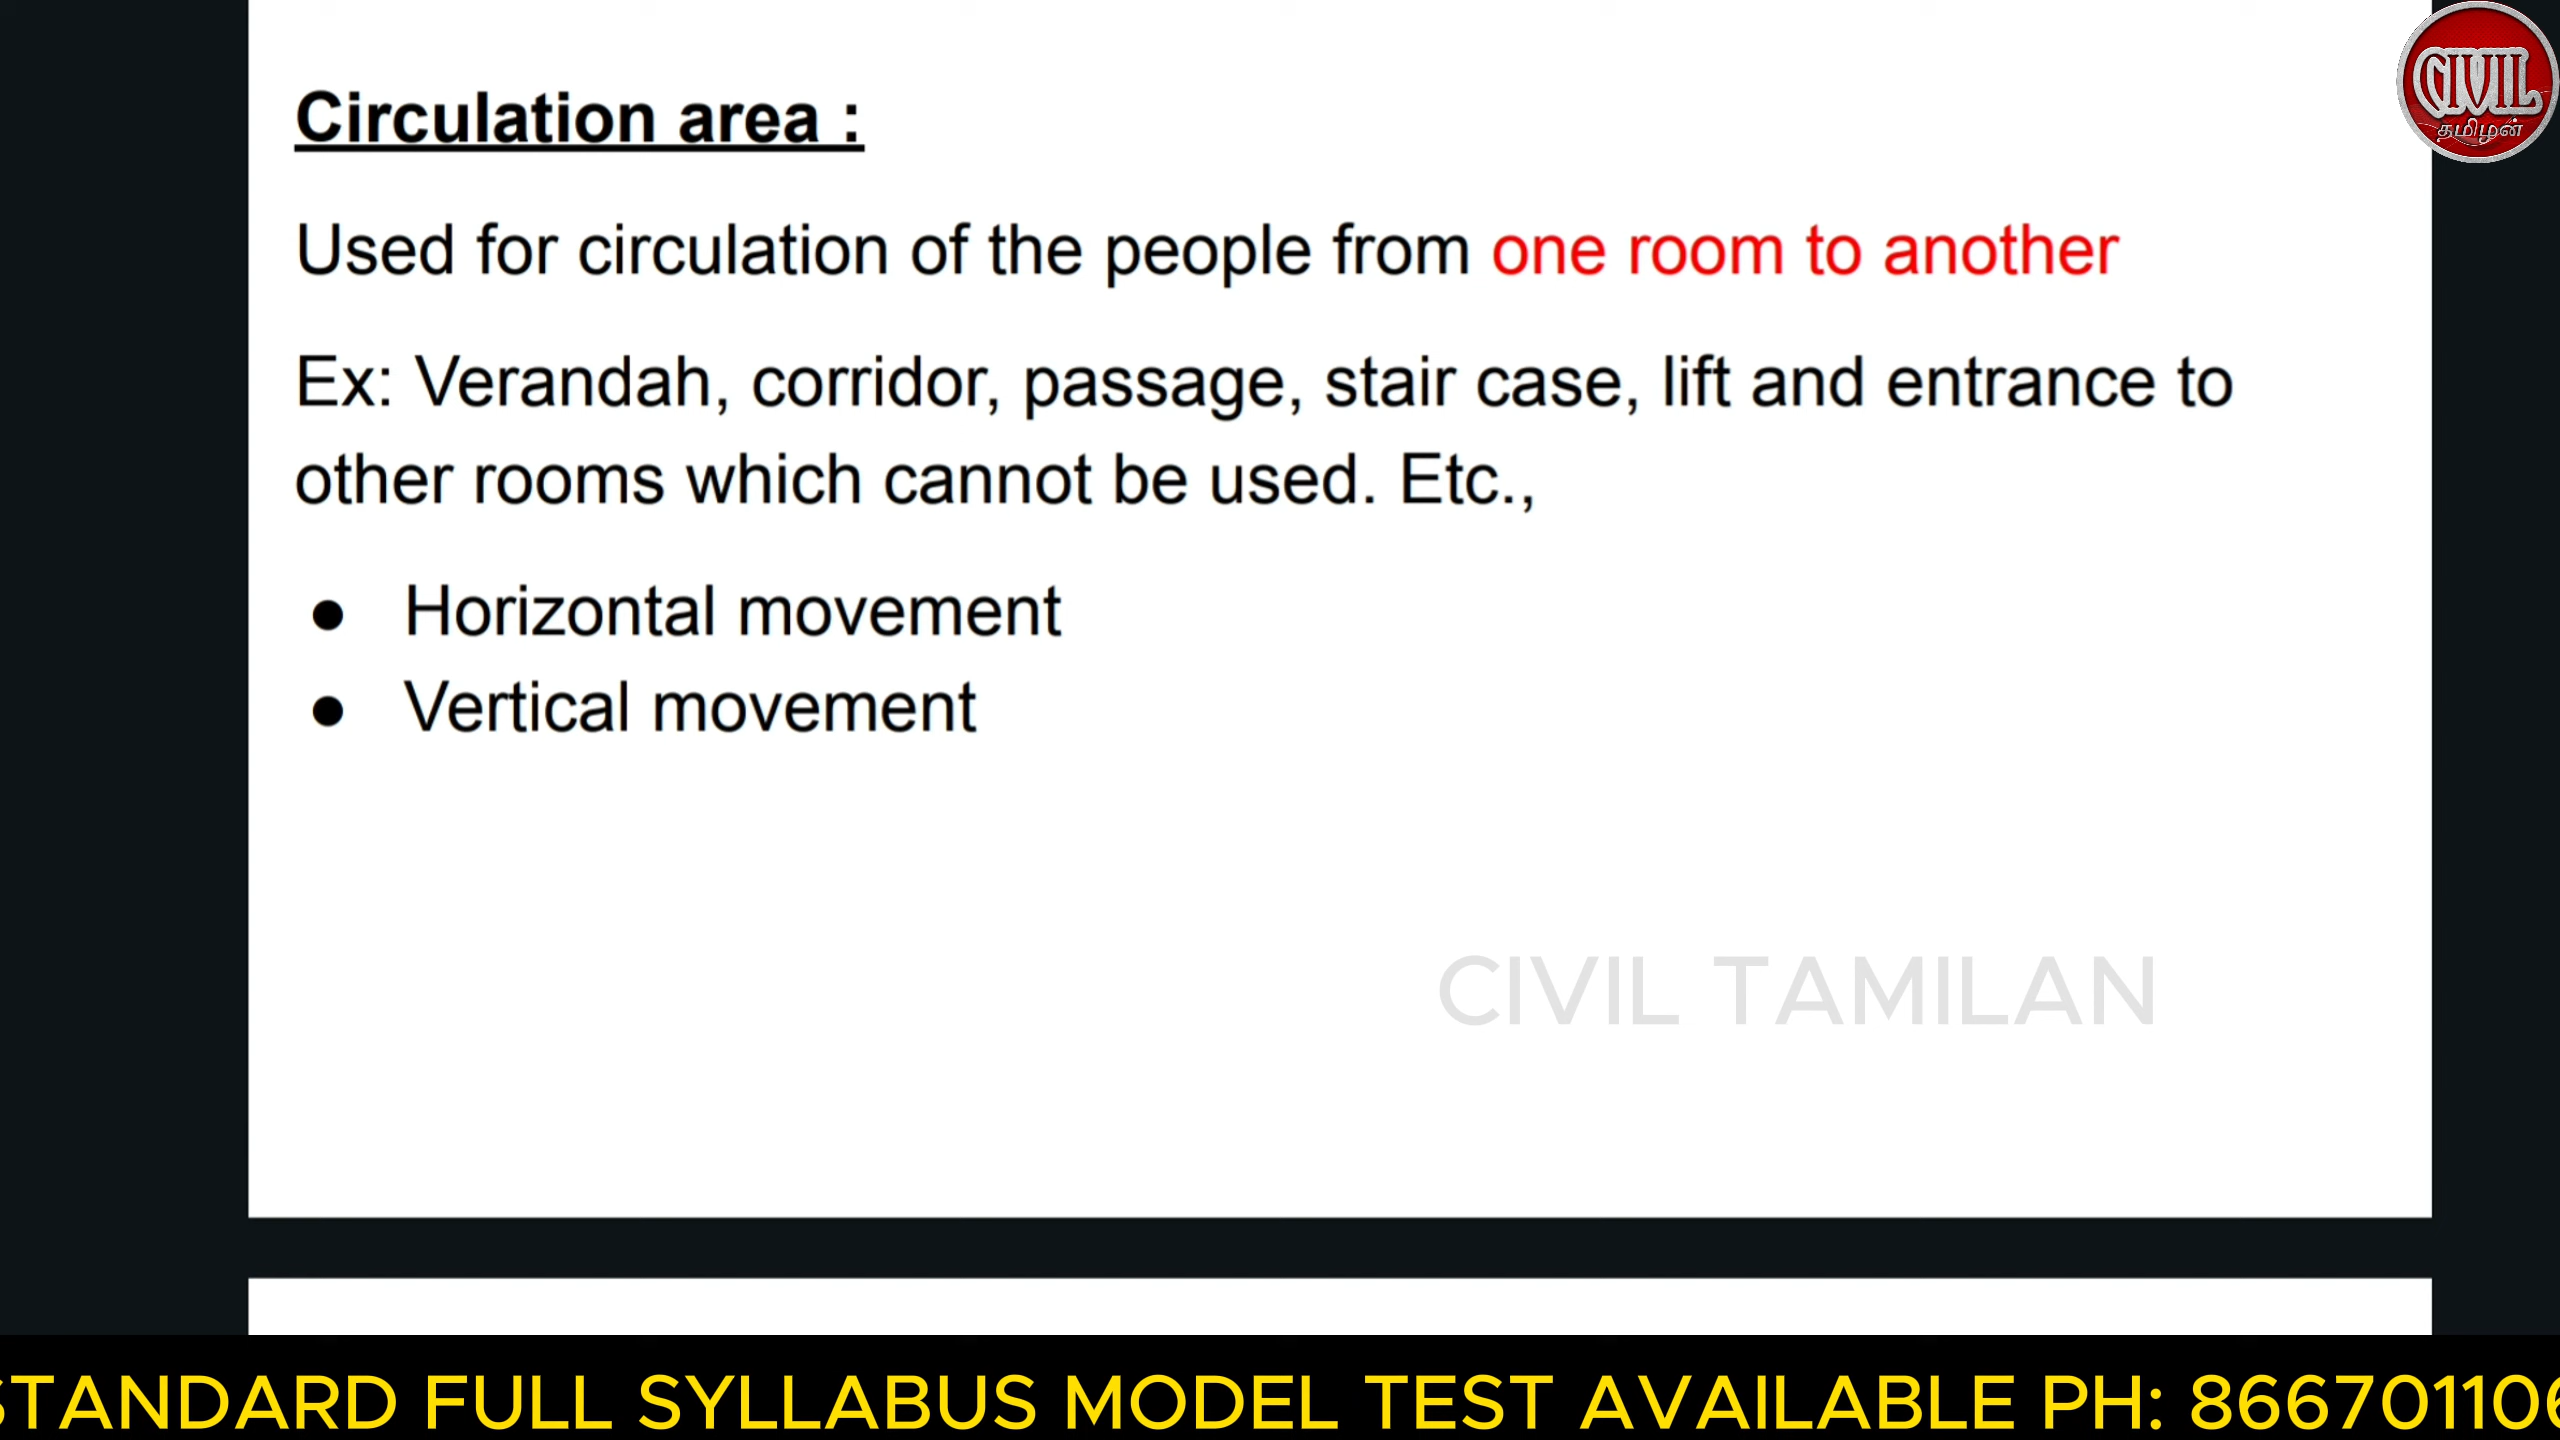 CIVIL
தமிழன்
Circulation area :
Used for circulation of the people from one room to another
Ex: Verandah, corridor, passage, stair case, lift and entrance to
other rooms which cannot be used. Etc.,
● Horizontal movement
● Vertical movement
CIVIL TAMILAN
STANDARD FULL SYLLABUS MODEL TEST AVAILABLE PH: 866701106